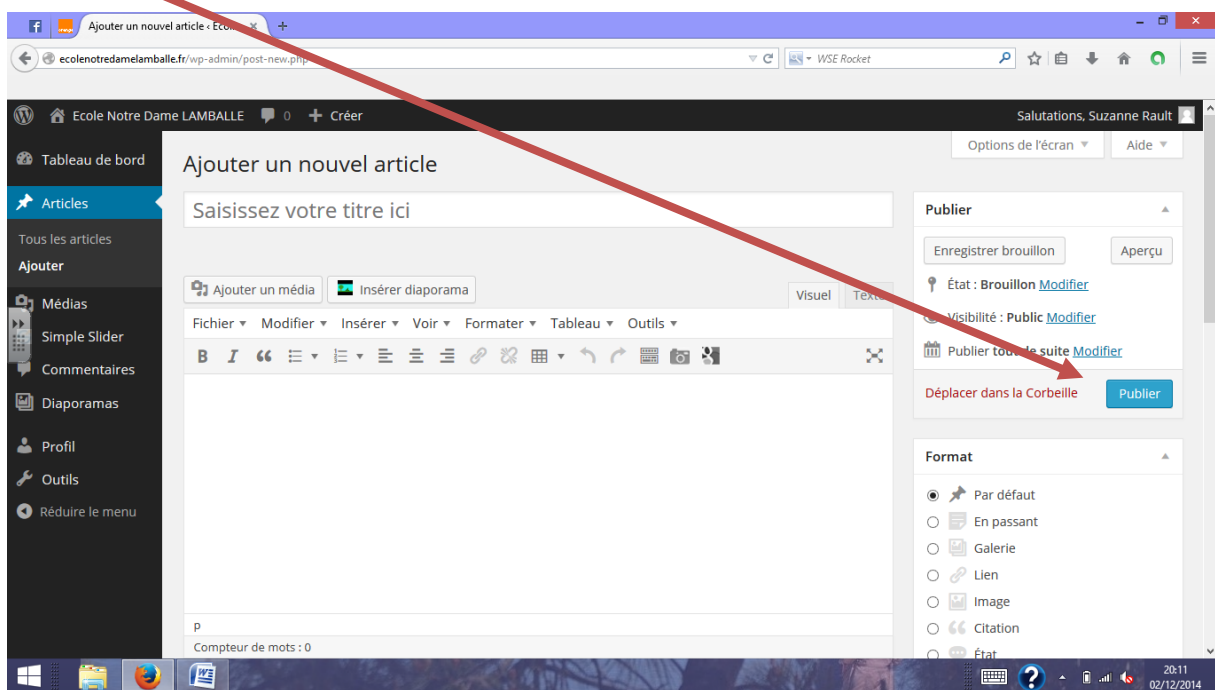 Ajouter un nouvel article ‹ Ecole
ecolenotredamelamballe.fr/wp-admin/post-new.php
WSE Rocket
Ecole Notre Dame LAMBALLE 0 + Créer
Salutations, Suzanne Rault
Options de l'écran
Aide
Tableau de bord
Articles
Tous les articles
Ajouter
Médias
Simple Slider
Commentaires
Diaporamas
Profil
Outils
Réduire le menu
Ajouter un nouvel article
Saisissez votre titre ici
Ajouter un média
Insérer diaporama
Visuel
Texte
Fichier Modifier Insérer Voir Formater Tableau Outils
B I
p
Compteur de mots : 0
Publier
Enregistrer brouillon
Aperçu
État : Brouillon Modifier
Visibilité : Public Modifier
Publier tout de suite Modifier
Déplacer dans la Corbeille
Publier
Format
Par défaut
En passant
Galerie
Lien
Image
Citation
État
20:11
02/12/2014